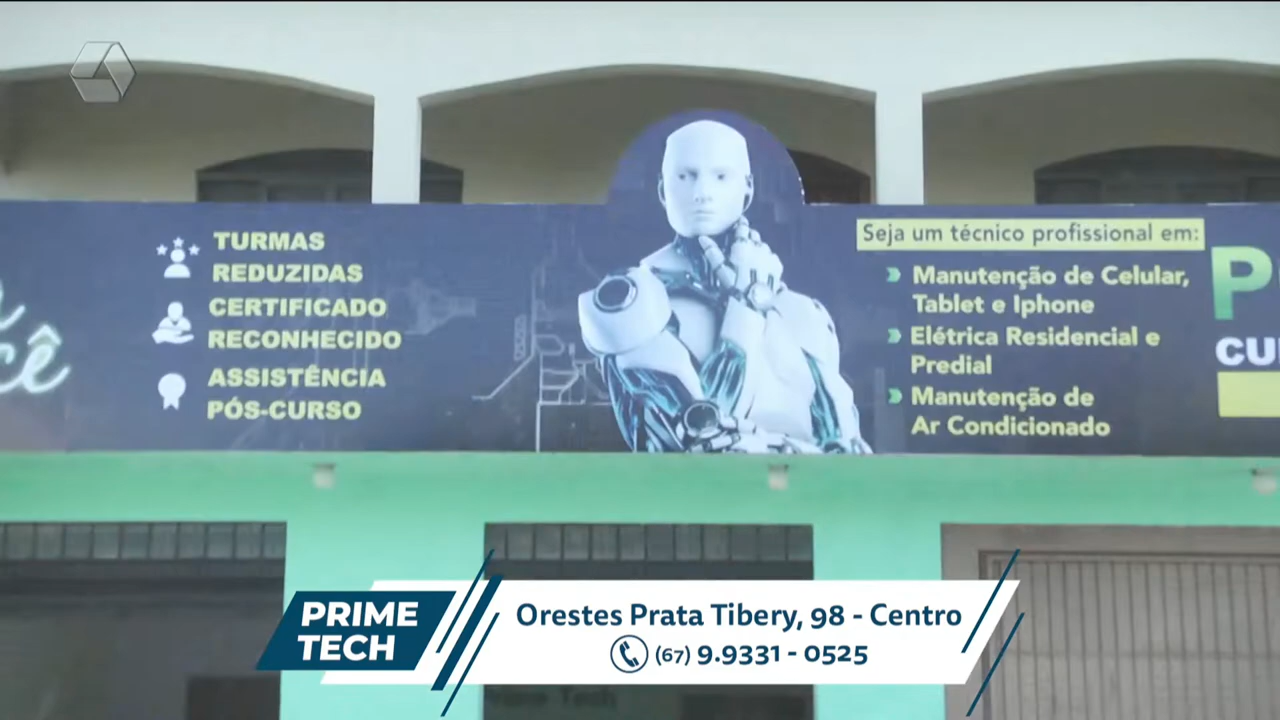 TURMAS
REDUZIDAS
CERTIFICADO
RECONHECIDO
ASSISTÊNCIA
PÓS-CURSO
Seja um técnico profissional em:
Manutenção de Celular,
Tablet e Iphone
Elétrica Residencial e
Predial
Manutenção de
Ar Condicionado
PRIME
TECH
Orestes Prata Tibery, 98 - Centro
(67) 9.9331 - 0525